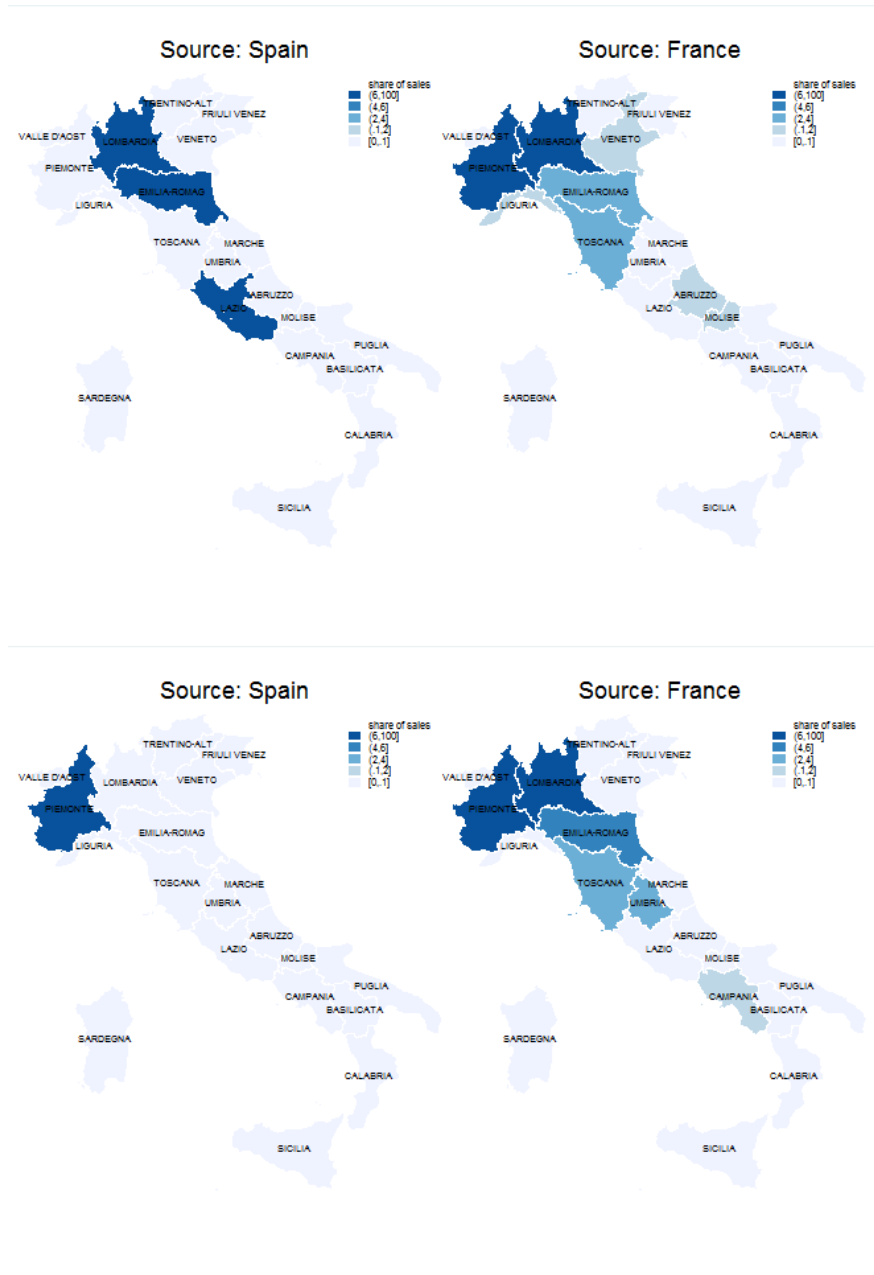 Source: Spain
share of sales
(6,100]
(4,6]
(2,4]
(.1,2]
[0,.1]
TRENTINO-ALT
FRIULI VENEZ
VALLE D'AOST
LOMBARDIA
VENETO
PIEMONTE
EMILIA-ROMAG
LIGURIA
TOSCANA
MARCHE
UMBRIA
ABRUZZO
LAZIO
MOLISE
PUGLIA
CAMPANIA
BASILICATA
SARDEGNA
CALABRIA
SICILIA
Source: France
share of sales
(6,100]
(4,6]
(2,4]
(.1,2]
[0,.1]
TRENTINO-ALT
FRIULI VENEZ
VALLE D'AOST
LOMBARDIA
VENETO
PIEMONTE
EMILIA-ROMAG
LIGURIA
TOSCANA
MARCHE
UMBRIA
ABRUZZO
LAZIO
MOLISE
PUGLIA
CAMPANIA
BASILICATA
SARDEGNA
CALABRIA
SICILIA
Source: Spain
share of sales
(6,100]
(4,6]
(2,4]
(.1,2]
[0,.1]
TRENTINO-ALT
FRIULI VENEZ
VALLE D'AOST
LOMBARDIA
VENETO
PIEMONTE
EMILIA-ROMAG
LIGURIA
TOSCANA
MARCHE
UMBRIA
ABRUZZO
LAZIO
MOLISE
PUGLIA
CAMPANIA
BASILICATA
SARDEGNA
CALABRIA
SICILIA
Source: France
share of sales
(6,100]
(4,6]
(2,4]
(.1,2]
[0,.1]
TRENTINO-ALT
FRIULI VENEZ
VALLE D'AOST
LOMBARDIA
VENETO
PIEMONTE
EMILIA-ROMAG
LIGURIA
TOSCANA
MARCHE
UMBRIA
ABRUZZO
LAZIO
MOLISE
PUGLIA
CAMPANIA
BASILICATA
SARDEGNA
CALABRIA
SICILIA